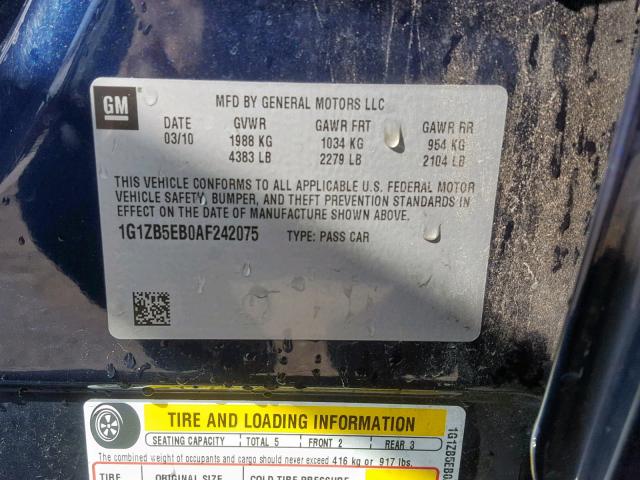 GM
MFD BY GENERAL MOTORS LLC
DATE GVWR GAWR FRT GAWR RR
03/10 1988 KG 1034 KG 954 KG
4383 LB 2279 LB 2104 LB
THIS VEHICLE CONFORMS TO ALL APPLICABLE U.S. FEDERAL MOTOR
VEHICLE SAFETY, BUMPER, AND THEFT PREVENTION STANDARDS IN
EFFECT ON THE DATE OF MANUFACTURE SHOWN ABOVE.
1G1ZB5EB0AF242075 TYPE: PASS CAR
TIRE AND LOADING INFORMATION
SEATING CAPACITY TOTAL 5 FRONT 2 REAR 3
The combined weight of occupants and cargo should never exceed 416 kg or 917 lbs.
TIRE ORIGINAL SIZE COLD TIRE PRESSURE
1G1ZB5EB0